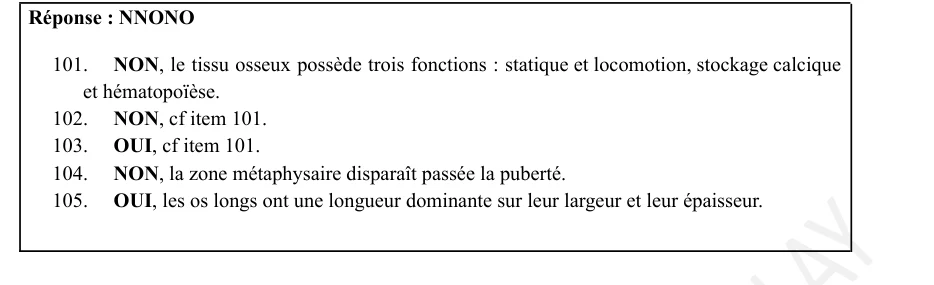 Réponse : NNONO
101. NON, le tissu osseux possède trois fonctions : statique et locomotion, stockage calcique
et hématopoïèse.
102. NON, cf item 101.
103. OUI, cf item 101.
104. NON, la zone métaphysaire disparaît passée la puberté.
105. OUI, les os longs ont une longueur dominante sur leur largeur et leur épaisseur.